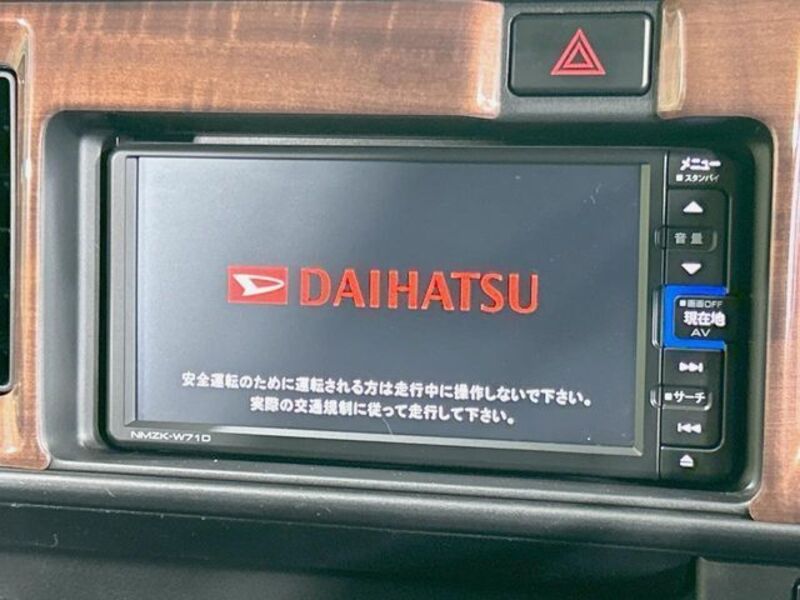 メニュー
■スタンバイ
音量
DAIHATSU
■画面OFF
現在地
AV
安全運転のために運転される方は走行中に操作しないで下さい。
実際の交通規制に従って走行して下さい。
■サーチ
NMZK-W71D